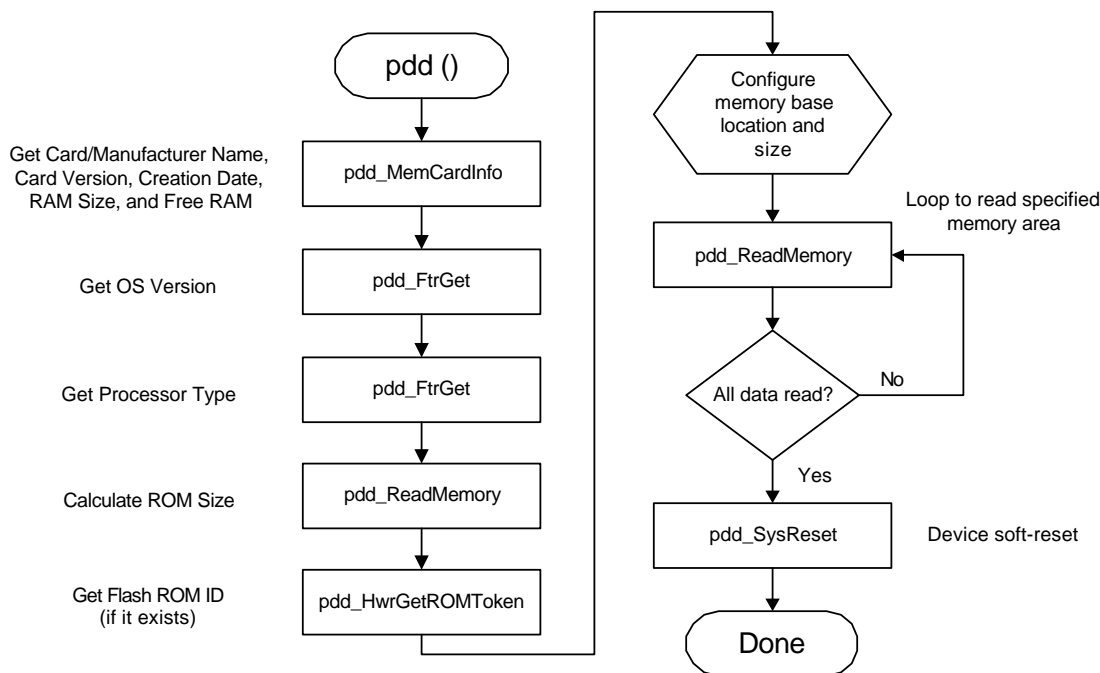 pdd ()
Get Card/Manufacturer Name,
Card Version, Creation Date,
RAM Size, and Free RAM
pdd_MemCardInfo
Get OS Version
pdd_FtrGet
Get Processor Type
pdd_FtrGet
Calculate ROM Size
pdd_ReadMemory
Get Flash ROM ID
(if it exists)
pdd_HwrGetROMToken
Configure
memory base
location and
size
Loop to read specified
memory area
pdd_ReadMemory
All data read?
No
Yes
pdd_SysReset
Device soft-reset
Done